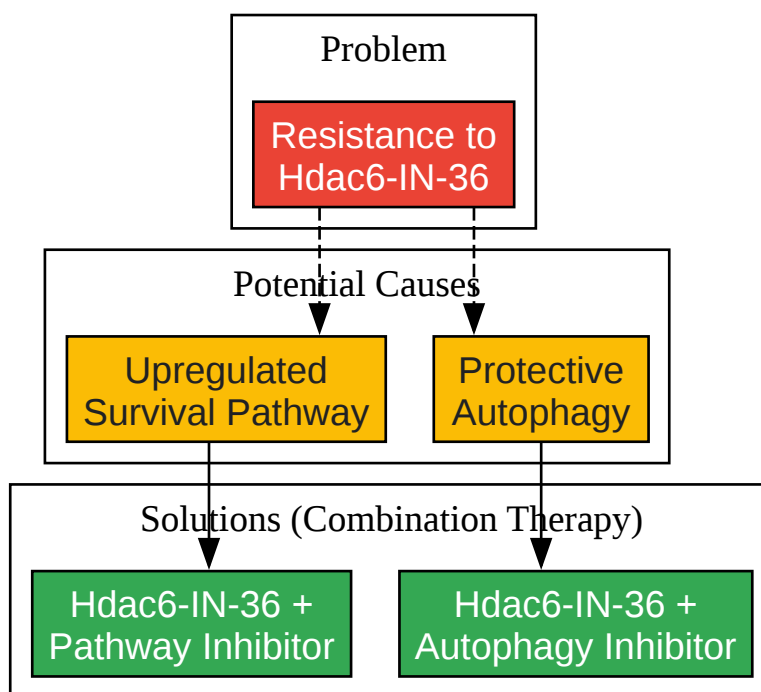 Problem
Resistance to
Hdac6-IN-36
Potential Causes
Upregulated
Survival Pathway
Protective
Autophagy
Solutions (Combination Therapy)
Hdac6-IN-36 +
Pathway Inhibitor
Hdac6-IN-36 +
Autophagy Inhibitor